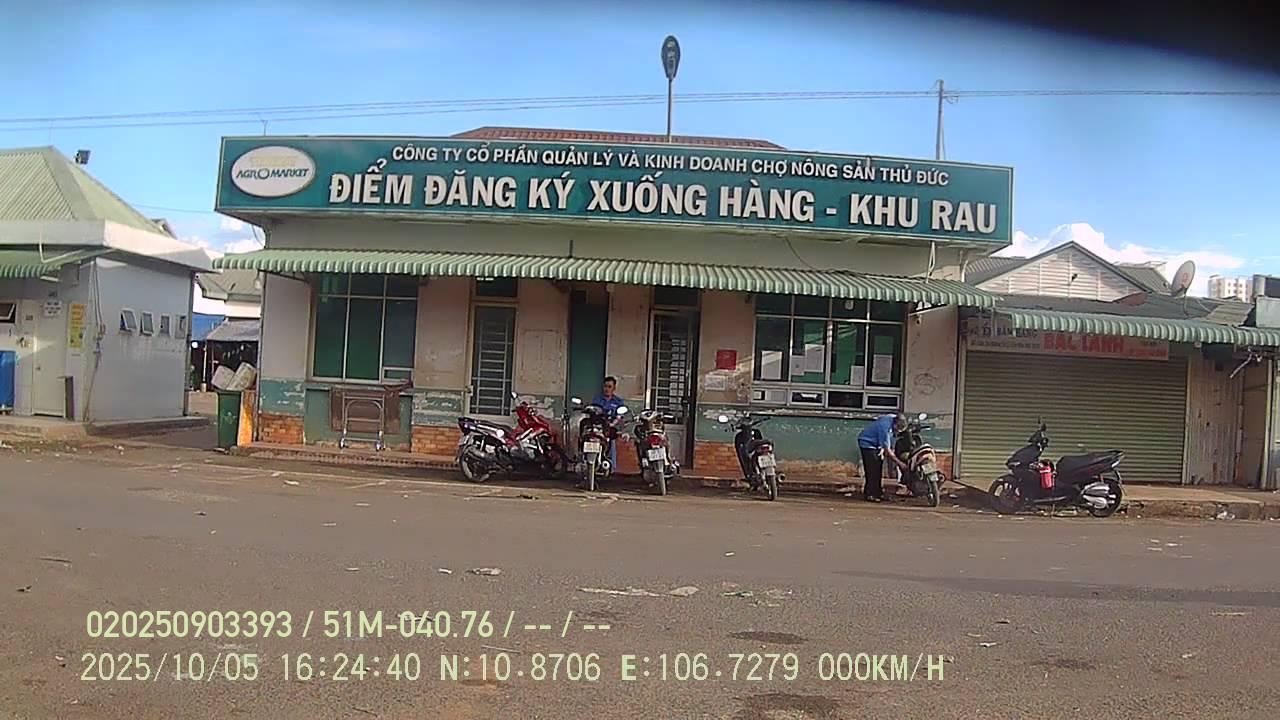 CÔNG TY CỔ PHẦN QUẢN LÝ VÀ KINH DOANH CHỢ NÔNG SẢN THỦ ĐỨC
AGROMARKET
ĐIỂM ĐĂNG KÝ XUỐNG HÀNG - KHU RAU
020250903393 / 51M-040.76 / -- / --
2025/10/05 16:24:40 N:10.8706 E:106.7279 000KM/H